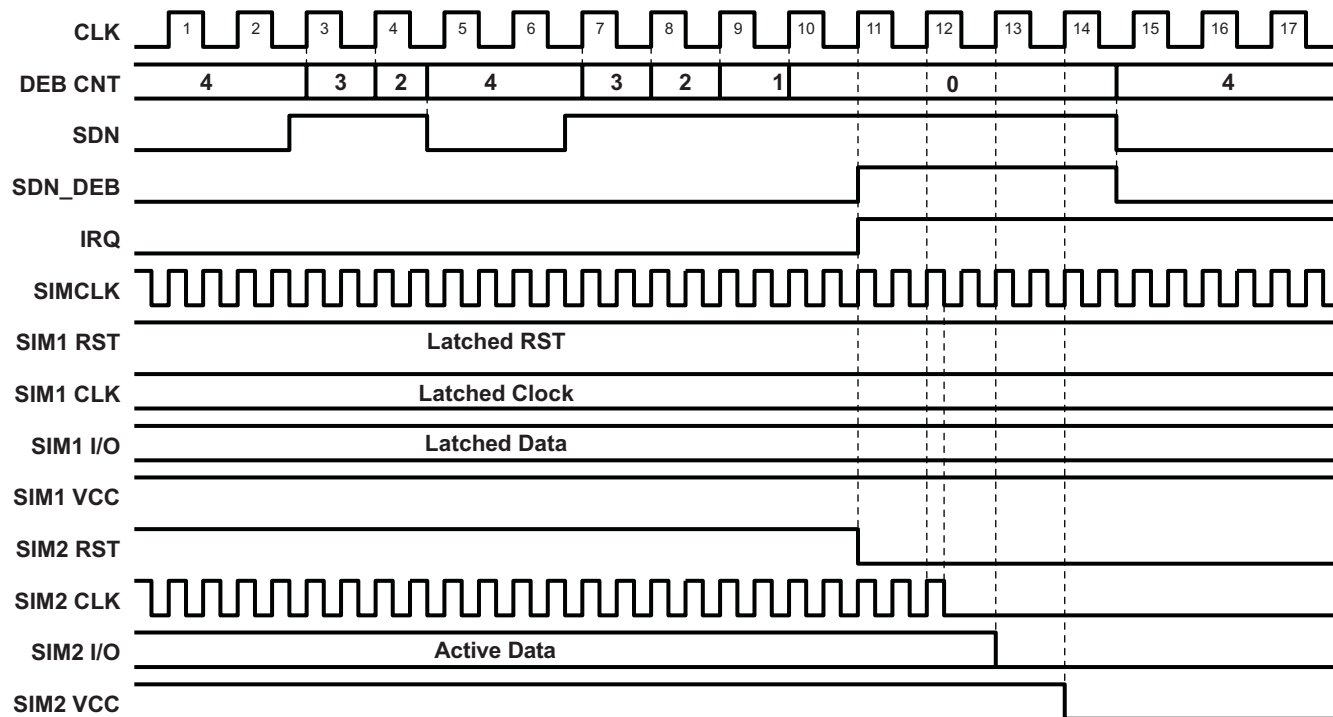 CLK 1 2 3 4 5 6 7 8 9 10 11 12 13 14 15 16 17
DEB CNT 4 3 2 4 3 2 1 0 4
SDN
SDN_DEB
IRQ
SIMCLK
SIM1 RST Latched RST
SIM1 CLK Latched Clock
SIM1 I/O Latched Data
SIM1 VCC
SIM2 RST
SIM2 CLK
SIM2 I/O Active Data
SIM2 VCC